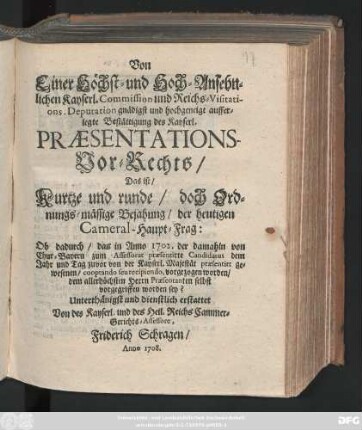 Von
Einer Höchst- und Hoch-Ansehn-
lichen Kayserl. Commission und Reichs-Visitati-
ons-Deputation gnädigst und hochgeneigt auffer-
legte Bestättigung des Kayserl.
PRÆSENTATIONS-
Vor-Rechts/
Das ist/
Kurtze und runde/ doch Ord-
nungs-mässige Bejahung/ der heutigen
Cameral-Haupt-Frag:
Ob dadurch/ das in Anno 1702. der damahln von
Chur-Bayern zum Assessorat præsentirte Candidatus dem
Jahr und Tag zuvor von der Kayserl. Majestät præsentirt ge-
wesenen/ cooptando seu recipiendo, vorgezogen worden/
dem allerhöchsten Herrn Præsentanten selbst
vorgegriffen worden sey?
Unterthänigst und dienstlich erstattet
Von des Kayserl. und des Heil. Reichs Cammer-
Gerichts-Assessore,
Friderich Schragen/
Anno 1708.
DFG